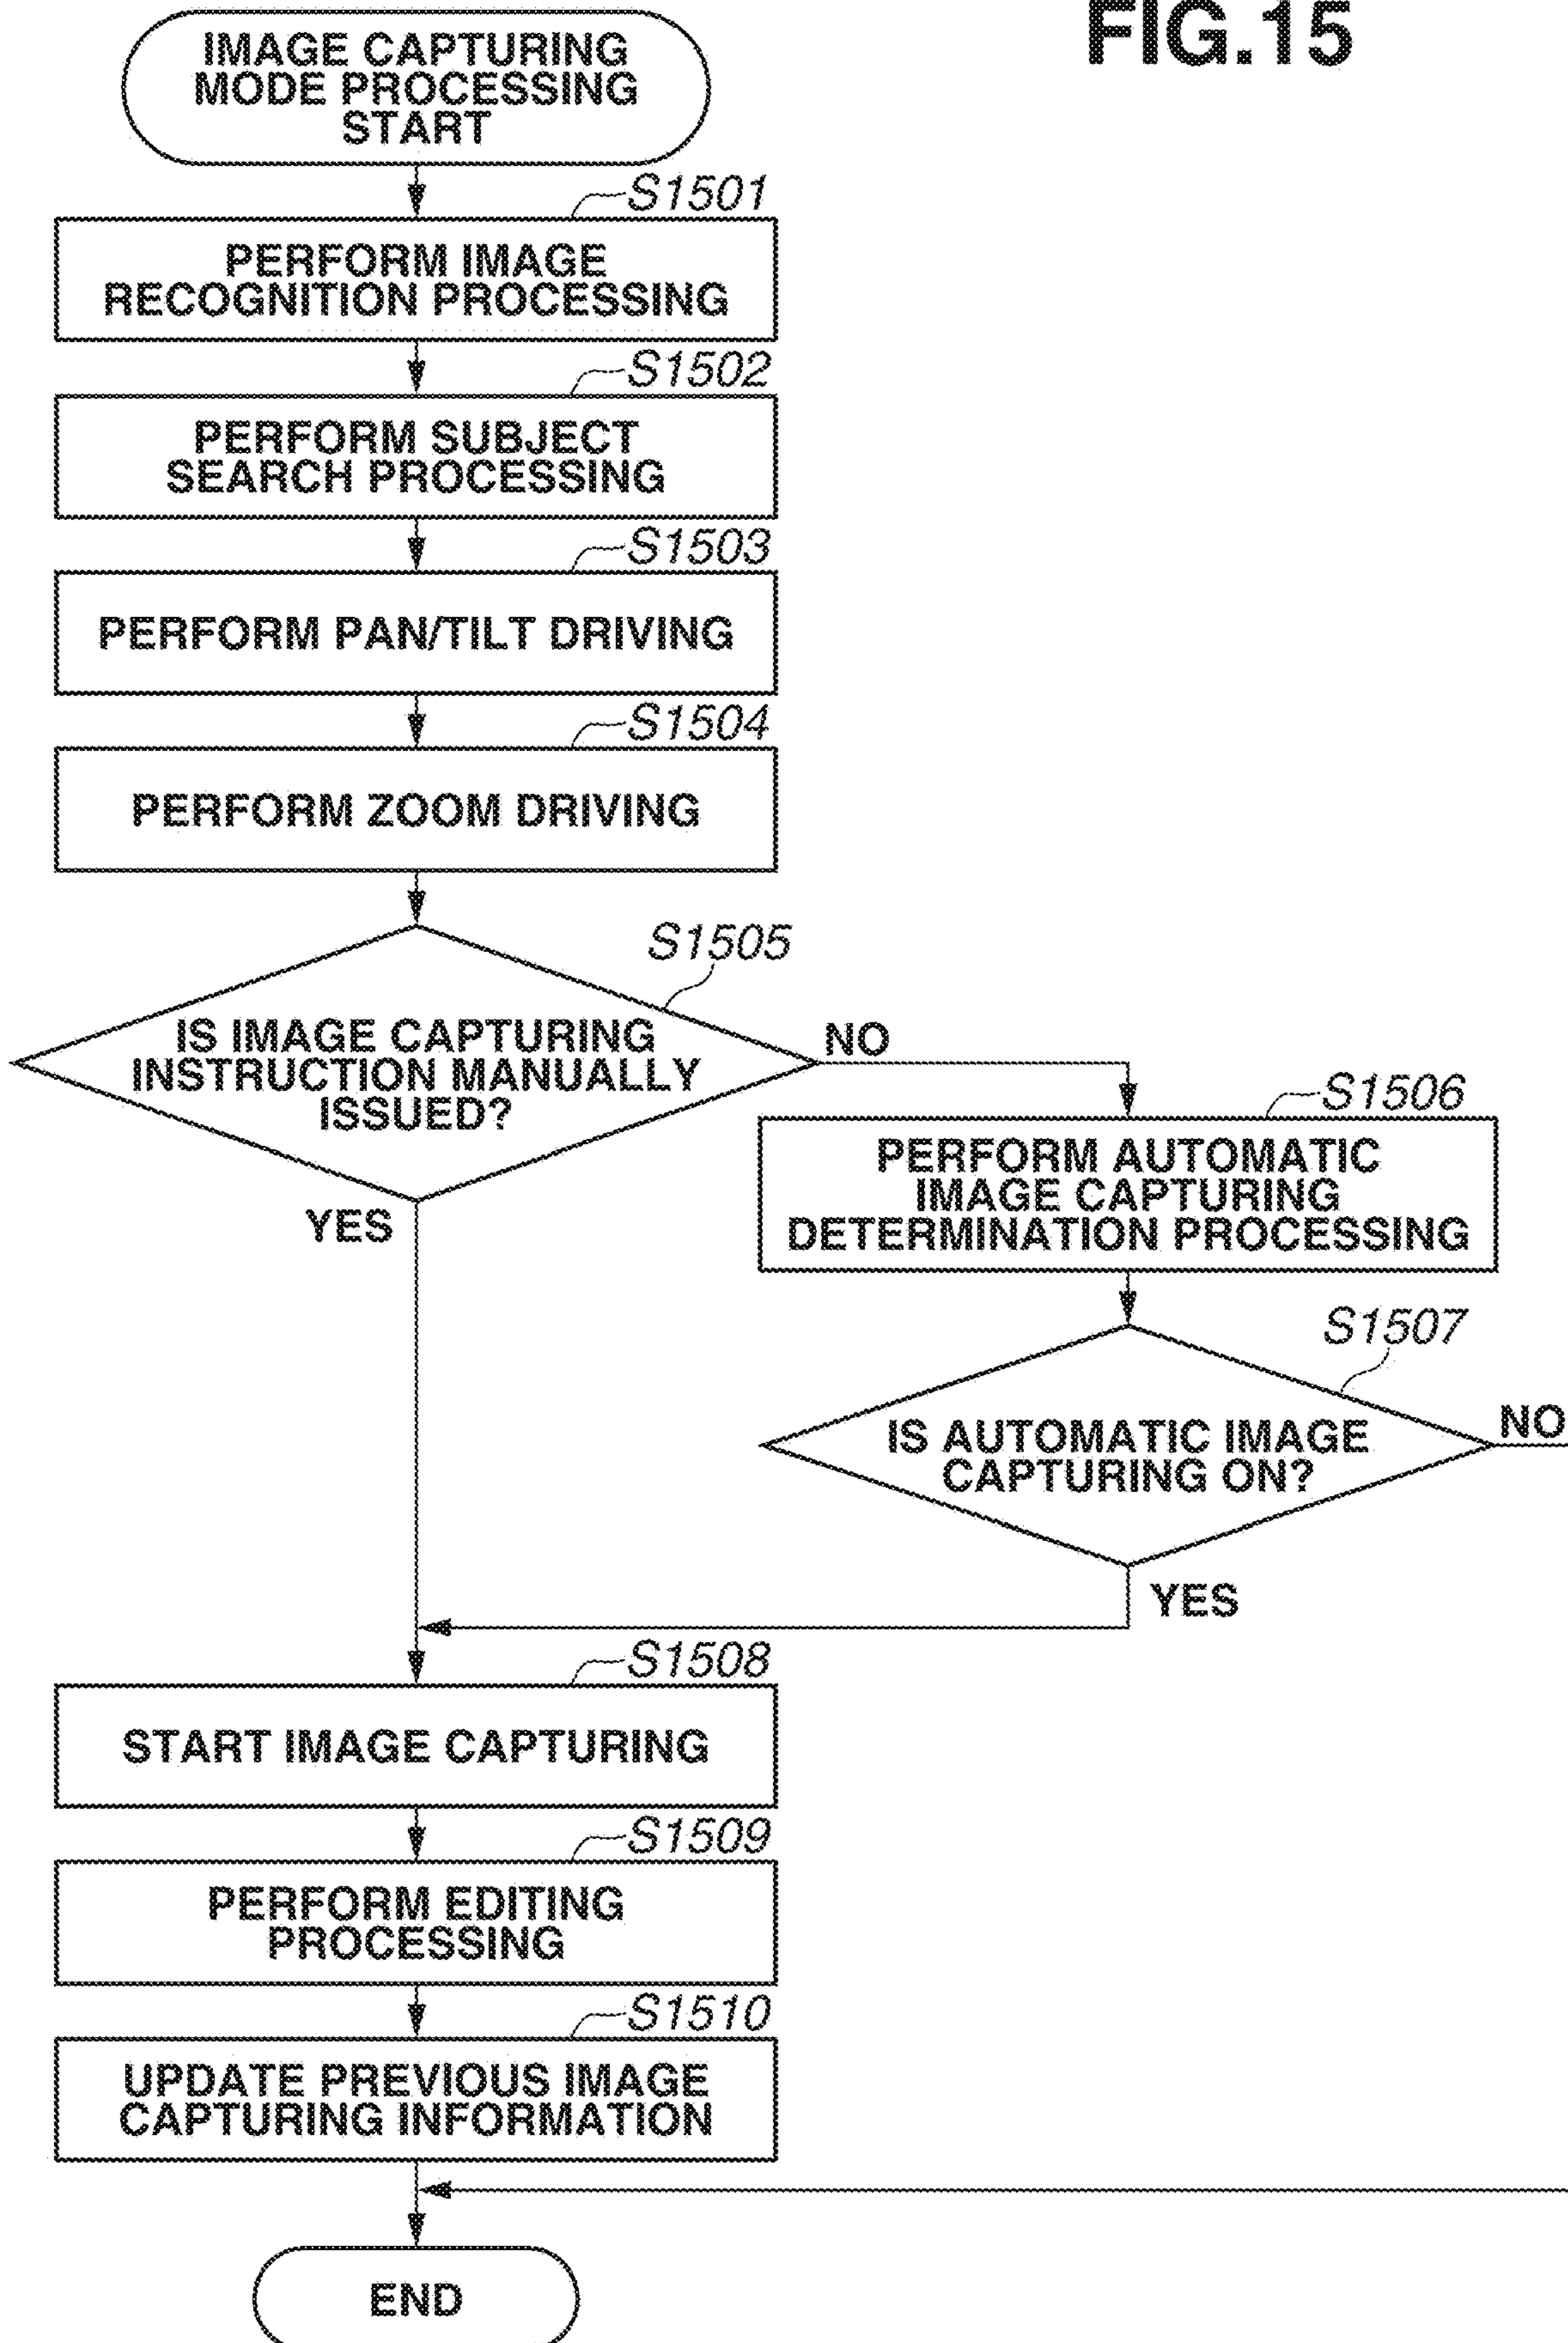 FIG.15
IMAGE CAPTURING
MODE PROCESSING
START
S1501
PERFORM IMAGE
RECOGNITION PROCESSING
S1502
PERFORM SUBJECT
SEARCH PROCESSING
S1503
PERFORM PAN/TILT DRIVING
S1504
PERFORM ZOOM DRIVING
S1505
IS IMAGE CAPTURING
INSTRUCTION MANUALLY
ISSUED?
NO
YES
S1506
PERFORM AUTOMATIC
IMAGE CAPTURING
DETERMINATION PROCESSING
S1507
IS AUTOMATIC IMAGE
CAPTURING ON?
NO
YES
S1508
START IMAGE CAPTURING
S1509
PERFORM EDITING
PROCESSING
S1510
UPDATE PREVIOUS IMAGE
CAPTURING INFORMATION
END